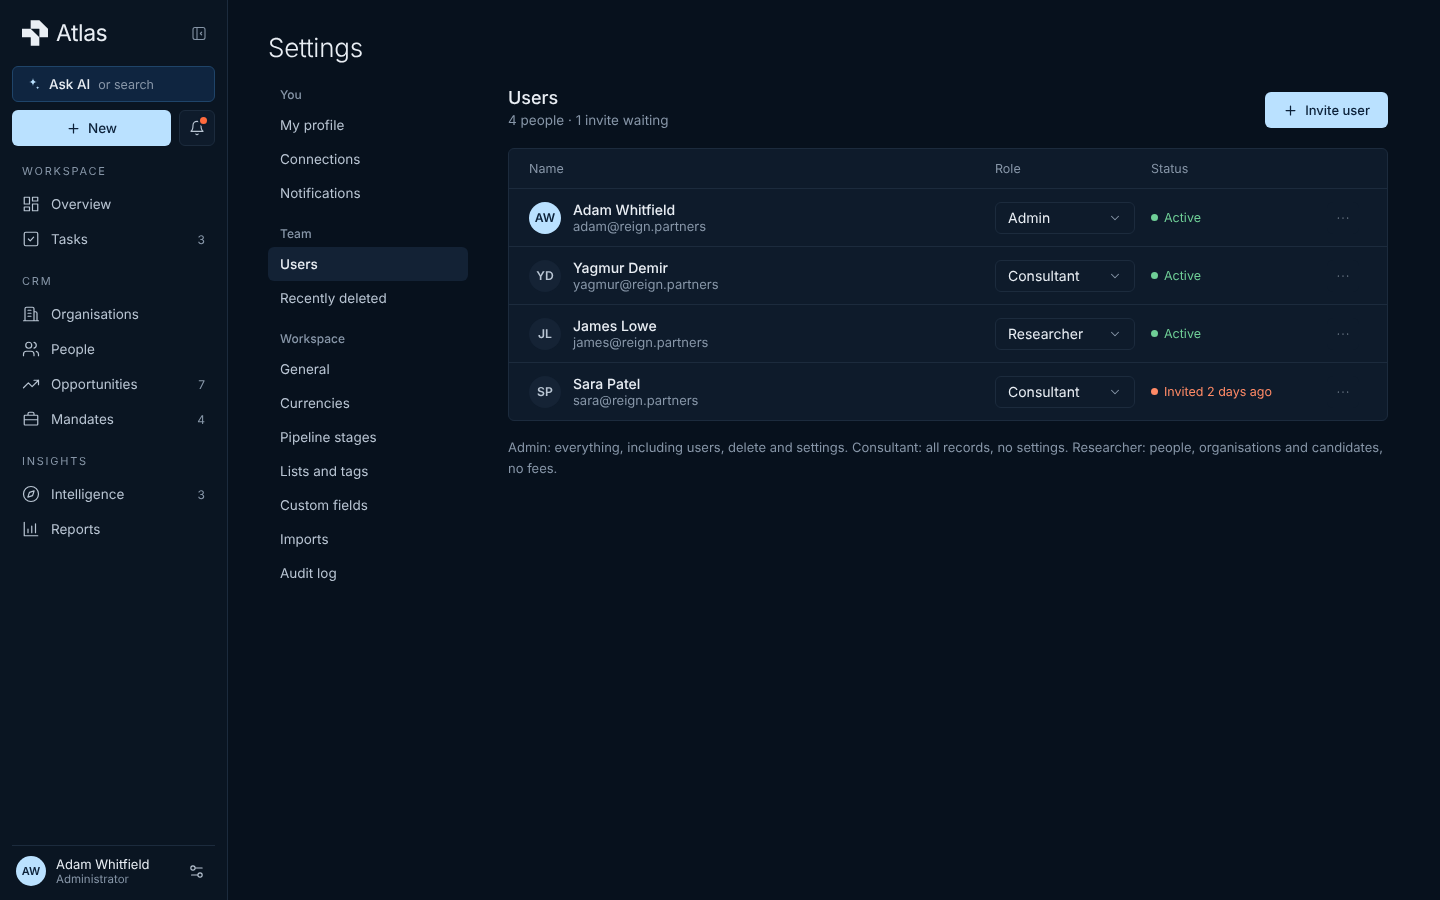 Atlas
Ask AI or search
New
WORKSPACE
Overview
Tasks 3
CRM
Organisations
People
Opportunities 7
Mandates 4
INSIGHTS
Intelligence 3
Reports
AW Adam Whitfield
Administrator
Settings
You
My profile
Connections
Notifications
Team
Users
Recently deleted
Workspace
General
Currencies
Pipeline stages
Lists and tags
Custom fields
Imports
Audit log
Users
4 people · 1 invite waiting
Invite user
Name Role Status
AW Adam Whitfield Admin Active
adam@reign.partners
YD Yagmur Demir Consultant Active
yagmur@reign.partners
JL James Lowe Researcher Active
james@reign.partners
SP Sara Patel Consultant Invited 2 days ago
sara@reign.partners
Admin: everything, including users, delete and settings. Consultant: all records, no settings. Researcher: people, organisations and candidates,
no fees.